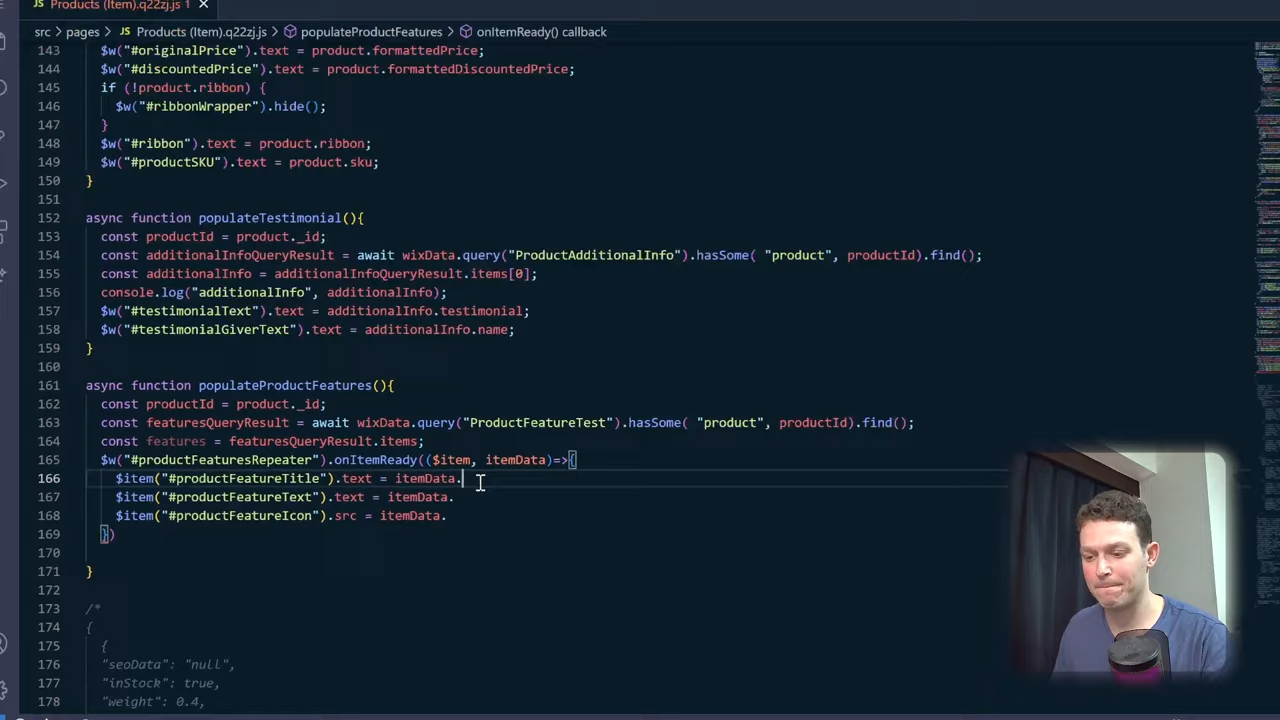 Products (Item).q22zj.js 1 ×
src > pages > JS Products (Item).q22zj.js > populateProductFeatures > onItemReady() callback
143 $w("#originalPrice").text = product.formattedPrice;
144 $w("#discountedPrice").text = product.formattedDiscountedPrice;
145 if (!product.ribbon) {
146 $w("#ribbonWrapper").hide();
147 }
148 $w("#ribbon").text = product.ribbon;
149 $w("#productSKU").text = product.sku;
150 }
151
152 async function populateTestimonial(){
153 const productId = product._id;
154 const additionalInfoQueryResult = await wixData.query("ProductAdditionalInfo").hasSome( "product", productId).find();
155 const additionalInfo = additionalInfoQueryResult.items[0];
156 console.log("additionalInfo", additionalInfo);
157 $w("#testimonialText").text = additionalInfo.testimonial;
158 $w("#testimonialGiverText").text = additionalInfo.name;
159 }
160
161 async function populateProductFeatures(){
162 const productId = product._id;
163 const featuresQueryResult = await wixData.query("ProductFeatureTest").hasSome( "product", productId).find();
164 const features = featuresQueryResult.items;
165 $w("#productFeaturesRepeater").onItemReady(($item, itemData)=>{
166 $item("#productFeatureTitle").text = itemData.
167 $item("#productFeatureText").text = itemData.
168 $item("#productFeatureIcon").src = itemData.
169 })
170
171 }
172
173 /*
174 {
175 {
176 "seoData": "null",
177 "inStock": true,
178 "weight": 0.4,